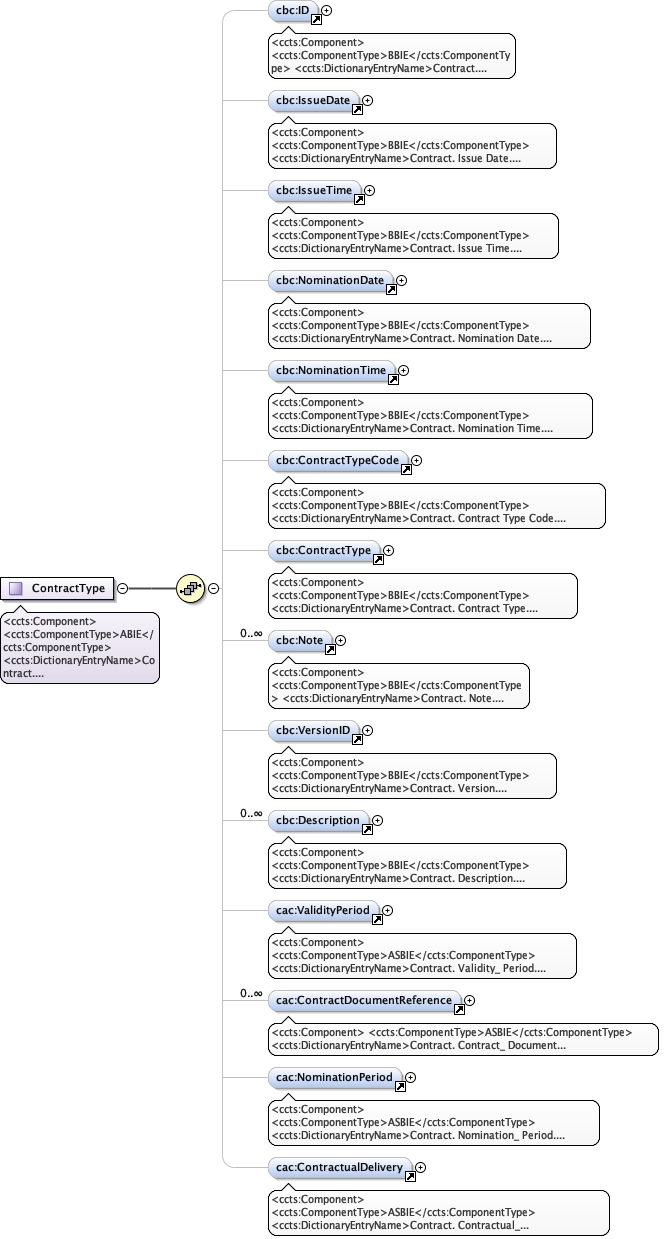 cbc:ID
<ccts:Component>
<ccts:ComponentType>BBIE</ccts:ComponentTy
pe> <ccts:DictionaryEntryName>Contract....
cbc:IssueDate
<ccts:Component>
<ccts:ComponentType>BBIE</ccts:ComponentType>
<ccts:DictionaryEntryName>Contract. Issue Date....
cbc:IssueTime
<ccts:Component>
<ccts:ComponentType>BBIE</ccts:ComponentType>
<ccts:DictionaryEntryName>Contract. Issue Time....
cbc:NominationDate
<ccts:Component>
<ccts:ComponentType>BBIE</ccts:ComponentType>
<ccts:DictionaryEntryName>Contract. Nomination Date....
cbc:NominationTime
<ccts:Component>
<ccts:ComponentType>BBIE</ccts:ComponentType>
<ccts:DictionaryEntryName>Contract. Nomination Time....
cbc:ContractTypeCode
<ccts:Component>
<ccts:ComponentType>BBIE</ccts:ComponentType>
<ccts:DictionaryEntryName>Contract. Contract Type Code....
cbc:ContractType
<ccts:Component>
<ccts:ComponentType>BBIE</ccts:ComponentType>
<ccts:DictionaryEntryName>Contract. Contract Type....
ContractType
<ccts:Component>
<ccts:ComponentType>ABIE</
ccts:ComponentType>
<ccts:DictionaryEntryName>Co
ntract....
0..∞
cbc:Note
<ccts:Component>
<ccts:ComponentType>BBIE</ccts:ComponentType
> <ccts:DictionaryEntryName>Contract. Note....
cbc:VersionID
<ccts:Component>
<ccts:ComponentType>BBIE</ccts:ComponentType>
<ccts:DictionaryEntryName>Contract. Version....
0..∞
cbc:Description
<ccts:Component>
<ccts:ComponentType>BBIE</ccts:ComponentType>
<ccts:DictionaryEntryName>Contract. Description....
cac:ValidityPeriod
<ccts:Component>
<ccts:ComponentType>ASBIE</ccts:ComponentType>
<ccts:DictionaryEntryName>Contract. Validity_ Period....
0..∞
cac:ContractDocumentReference
<ccts:Component> <ccts:ComponentType>ASBIE</ccts:ComponentType>
<ccts:DictionaryEntryName>Contract. Contract_ Document...
cac:NominationPeriod
<ccts:Component>
<ccts:ComponentType>ASBIE</ccts:ComponentType>
<ccts:DictionaryEntryName>Contract. Nomination_ Period....
cac:ContractualDelivery
<ccts:Component>
<ccts:ComponentType>ASBIE</ccts:ComponentType>
<ccts:DictionaryEntryName>Contract. Contractual_...